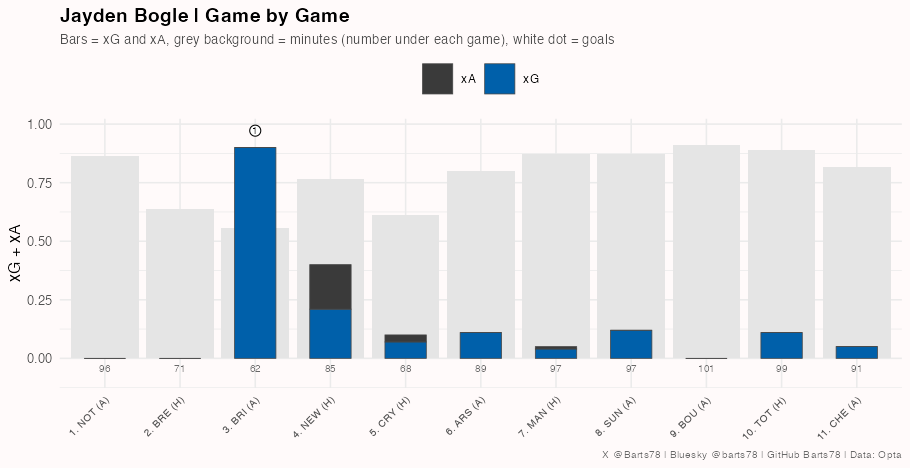 Jayden Bogle | Game by Game
Bars = xG and xA, grey background = minutes (number under each game), white dot = goals
xA xG
xG + xA
1.00
0.75
0.50
0.25
0.00
1
96 71 62 85 68 89 97 97 101 99 91
1. NOT (A)
2. BRE (H)
3. BRI (A)
4. NEW (H)
5. CRY (H)
6. ARS (A)
7. MAN (H)
8. SUN (A)
9. BOU (A)
10. TOT (H)
11. CHE (A)
X @Barts78 | Bluesky @barts78 | GitHub Barts78 | Data: Opta